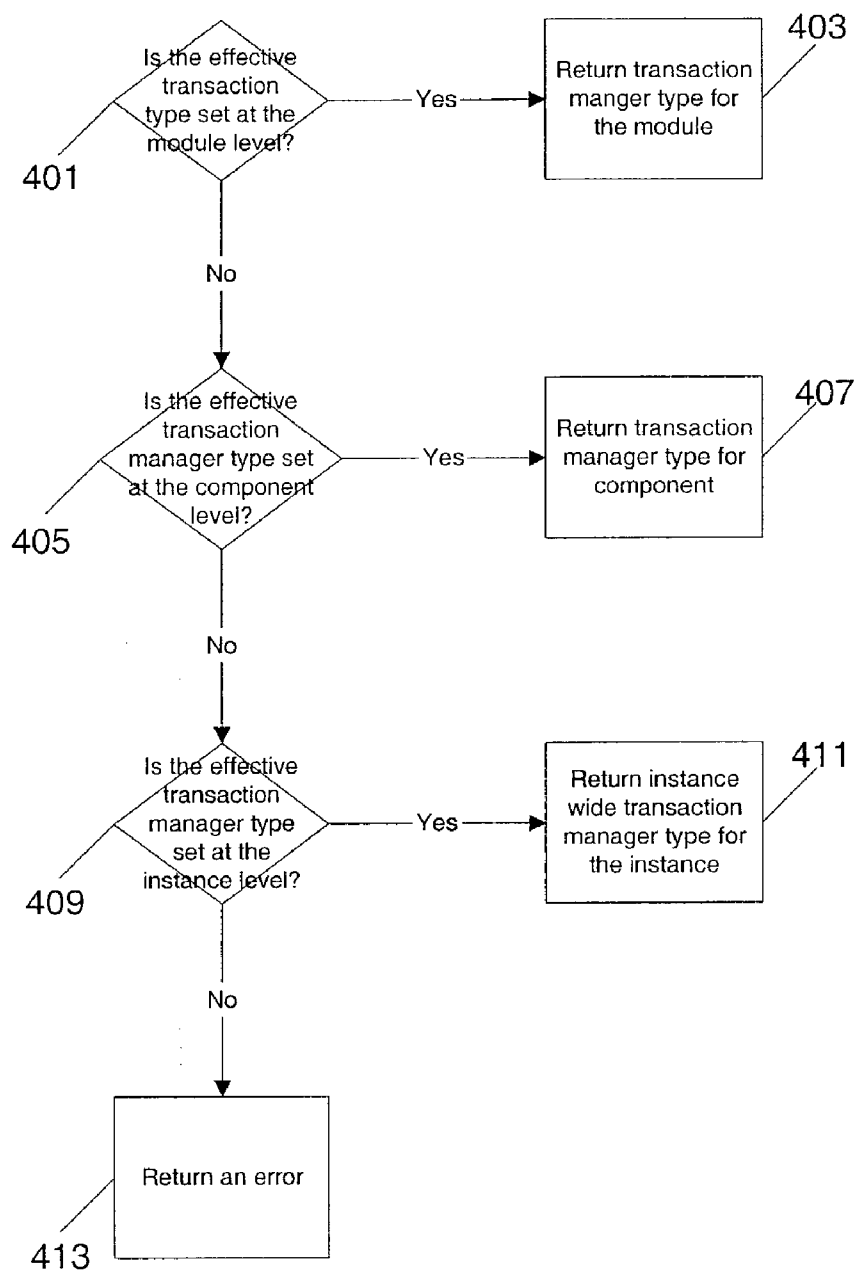 Is the effective
transaction
type set at the
module level?
401
Yes
Return transaction
manger type for
the module
403
No
Is the effective
transaction
manager type set
at the component
level?
405
Yes
Return transaction
manager type for
component
407
No
Is the effective
transaction
manager type
set at the
instance level?
409
Yes
Return instance
wide transaction
manager type for
the instance
411
No
Return an error
413